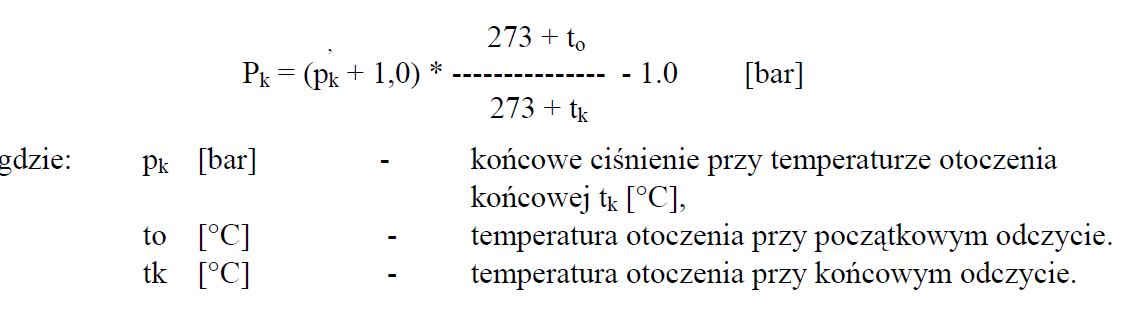 273 + to
,
Pk = (pk + 1,0) * --------------- - 1.0 [bar]
273 + tk
gdzie: pk [bar] - końcowe ciśnienie przy temperaturze otoczenia
końcowej tk [°C],
to [°C] - temperatura otoczenia przy początkowym odczycie.
tk [°C] - temperatura otoczenia przy końcowym odczycie.